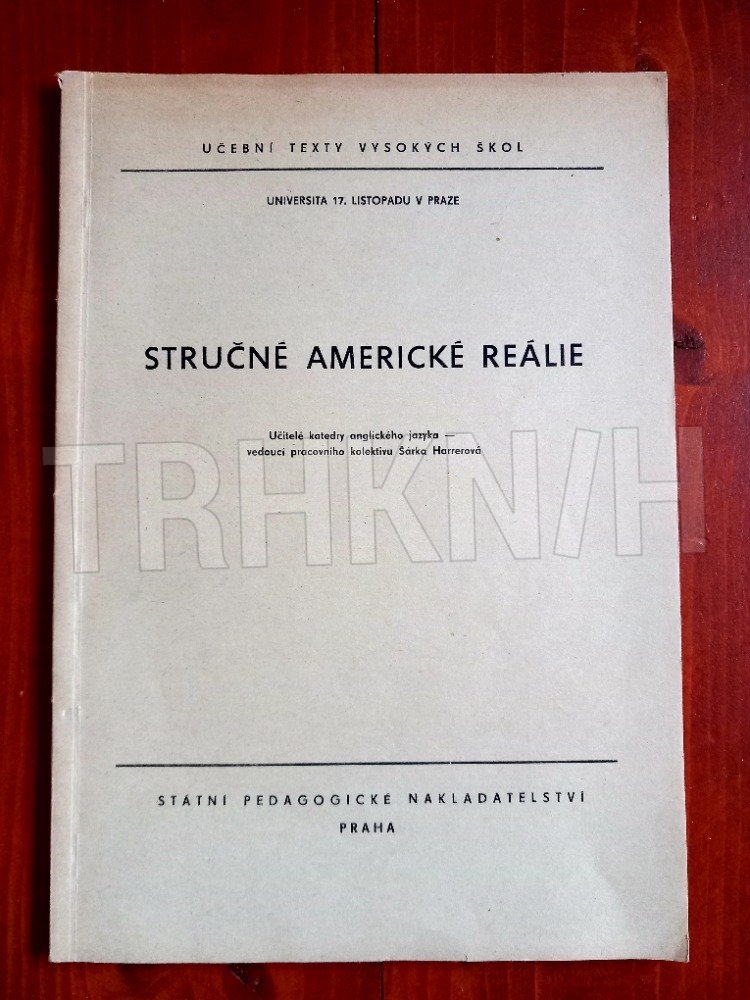 UČEBNÍ TEXTY VYSOKÝCH ŠKOL
UNIVERSITA 17. LISTOPADU V PRAZE
STRUČNÉ AMERICKÉ REÁLIE
Učitelé katedry anglického jazyka —
vedoucí pracovního kolektivu Šárka Harrerová
TRHKNIH
STÁTNÍ PEDAGOGICKÉ NAKLADATELSTVÍ
PRAHA